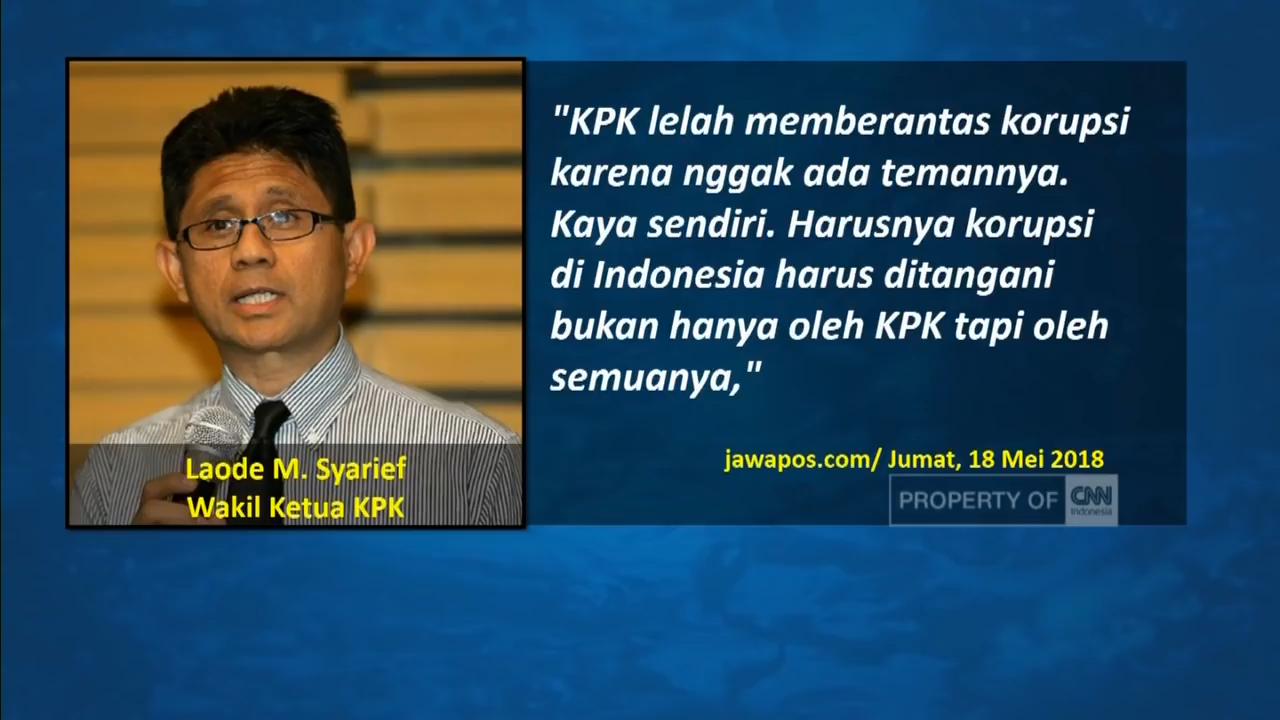 "KPK lelah memberantas korupsi
karena nggak ada temannya.
Kaya sendiri. Harusnya korupsi
di Indonesia harus ditangani
bukan hanya oleh KPK tapi oleh
semuanya,"
jawapos.com/ Jumat, 18 Mei 2018
Laode M. Syarief
Wakil Ketua KPK
PROPERTY OF CNN Indonesia